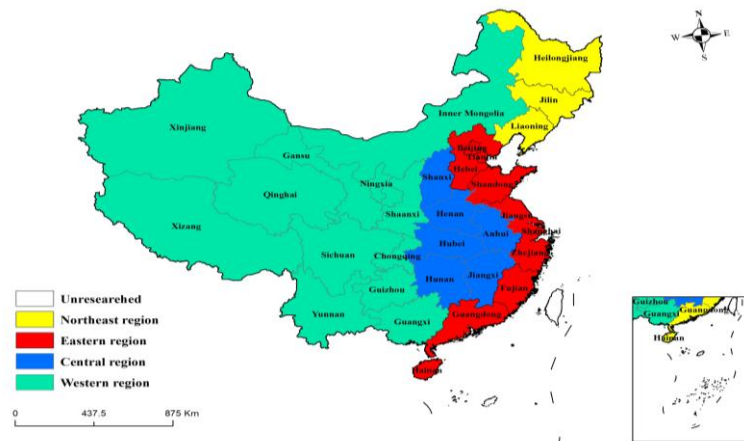 N
W E
S
Heilongjiang
Jilin
Liaoning
Inner Mongolia
Xinjiang
Gansu
Beijing
Tianjin
Hebei
Shanxi
Ningxia
Shandong
Qinghai
Shaanxi
Henan
Jiangsu
Xizang
Anhui
Shanghai
Hubei
Sichuan
Chongqing
Zhejiang
Hunan
Jiangxi
Guizhou
Fujian
Yunnan
Guangxi
Guangdong
Hainan
Unresearhed
Northeast region
Eastern region
Central region
Western region
0 437.5 875 Km
Guizhou
Guangxi
Guangdong
Hainan